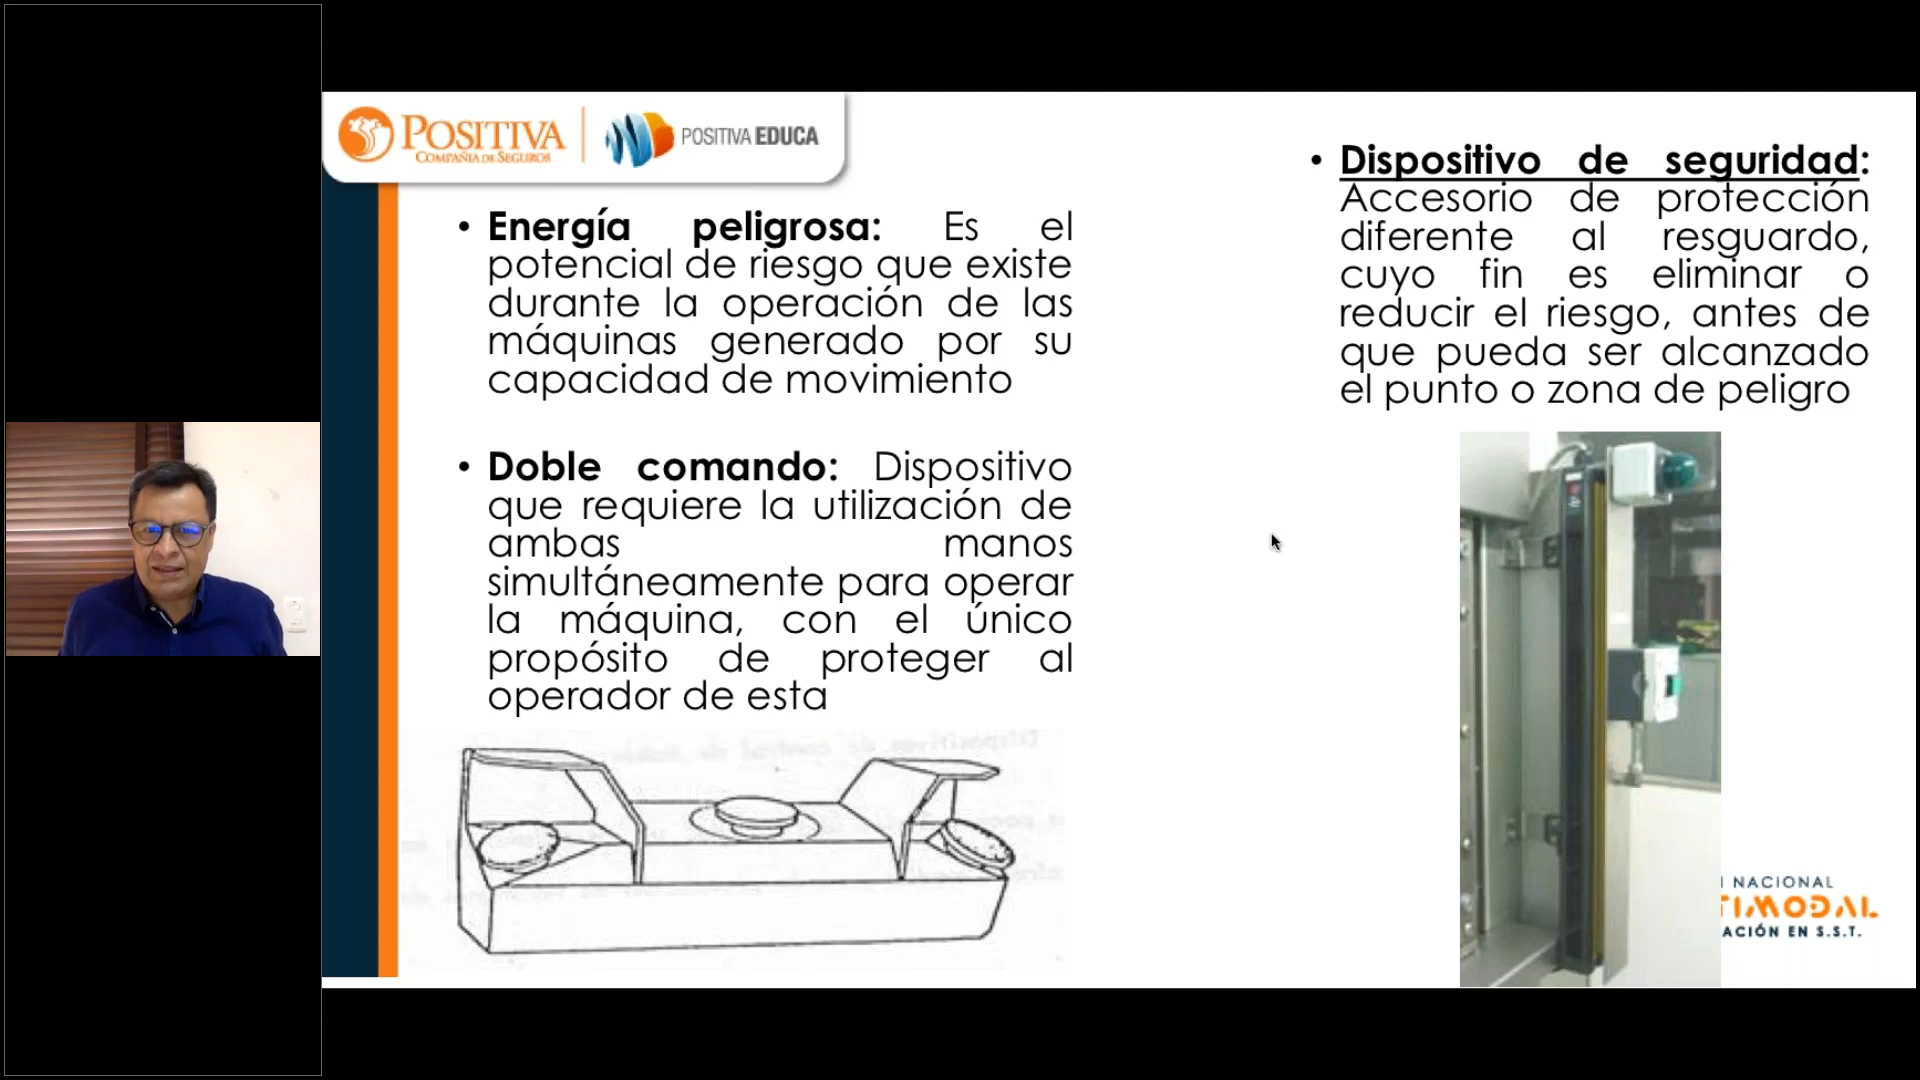 POSITIVA
COMPAÑIA DE SEGUROS
POSITIVA EDUCA
• Energía peligrosa: Es el
potencial de riesgo que existe
durante la operación de las
máquinas generado por su
capacidad de movimiento
• Doble comando: Dispositivo
que requiere la utilización de
ambas manos
simultáneamente para operar
la máquina, con el único
propósito de proteger al
operador de esta
• Dispositivo de seguridad:
Accesorio de protección
diferente al resguardo,
cuyo fin es eliminar o
reducir el riesgo, antes de
que pueda ser alcanzado
el punto o zona de peligro
NACIONAL
TIMODAL
ACIÓN EN S.S.T.